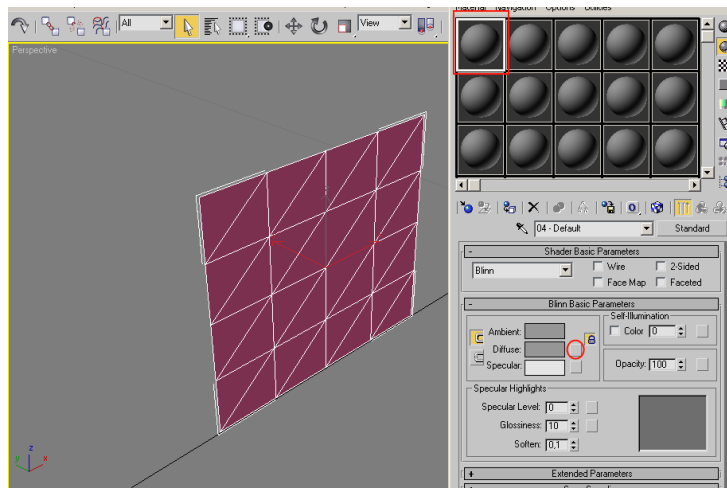 Material Navigation Options Utilities
All
View
Perspective
04 - Default
Standard
- Shader Basic Parameters
Blinn
Wire
2-Sided
Face Map
Faceted
- Blinn Basic Parameters
Self-Illumination
Ambient:
Color 0
Diffuse:
Specular:
Opacity: 100
Specular Highlights
Specular Level: 0
Glossiness: 10
Soften: 0,1
+ Extended Parameters
z
y x